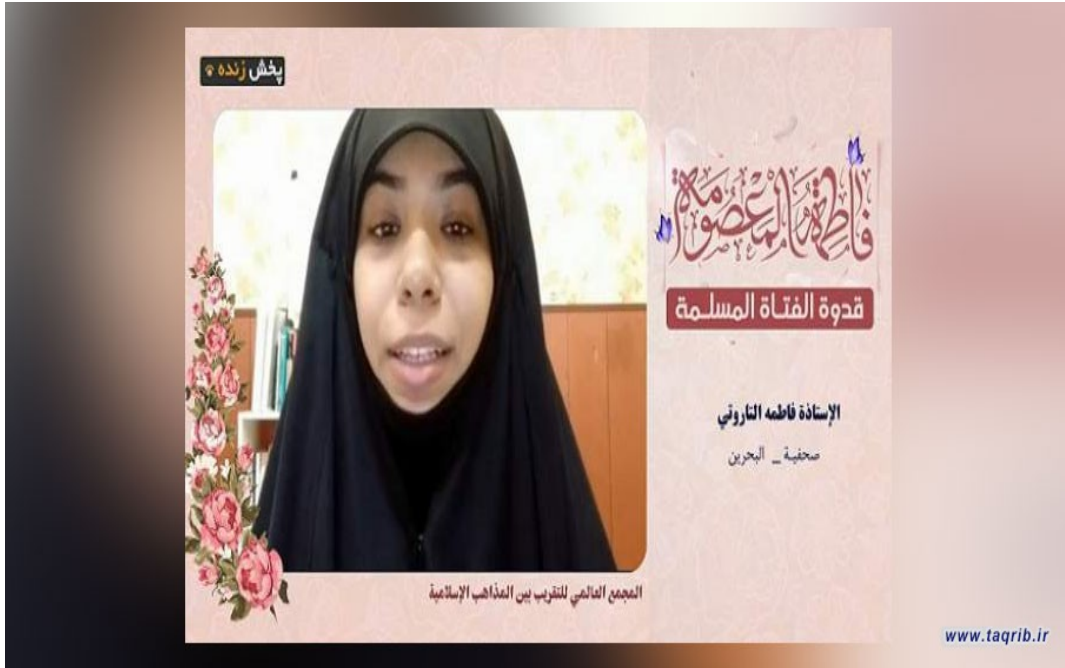 پخش زنده
فاطمة المعصومة
قدوة الفتاة المسلمة
الإستاذة فاطمه التاروتي
صحفية _ البحرين
المجمع العالمي للتقريب بين المذاهب الإسلامية
www.taqrib.ir